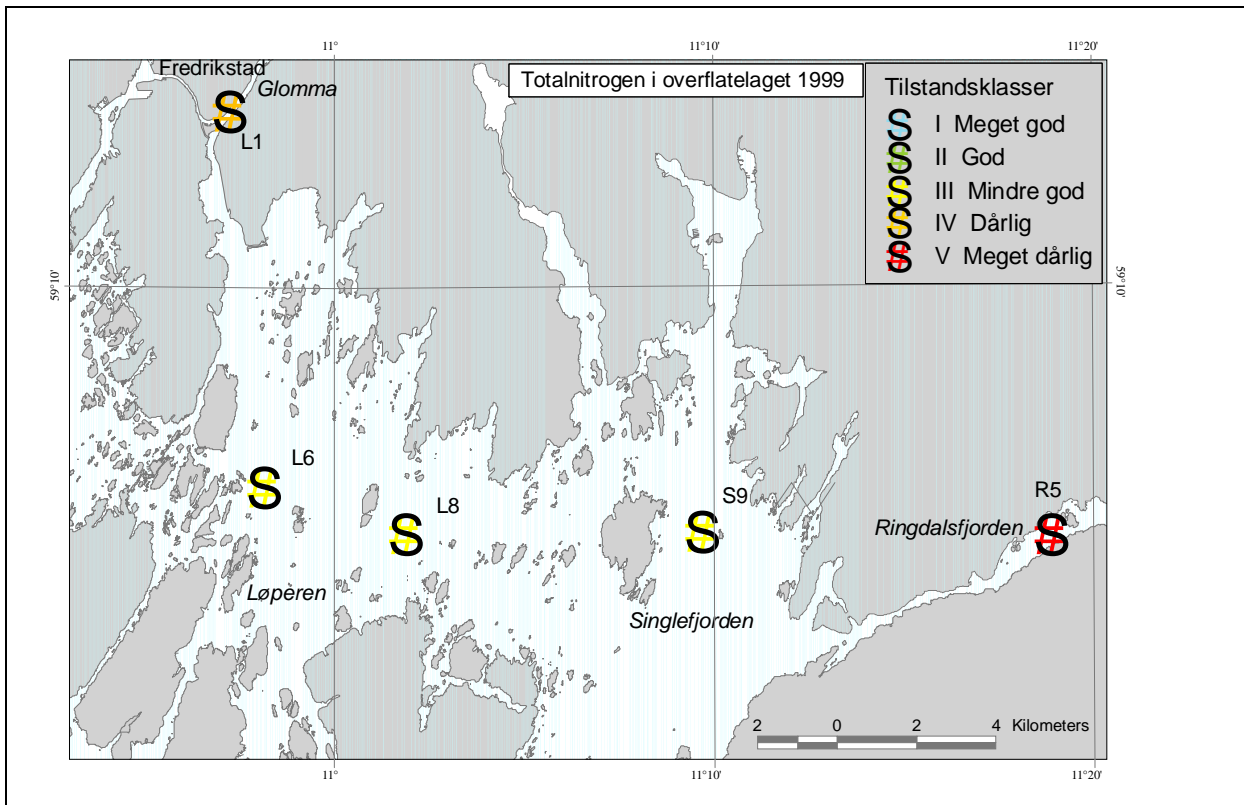 11°
11°10'
11°20'
Fredrikstad
Glomma
L1
Totalnitrogen i overflatelaget 1999
Tilstandsklasser
S I Meget god
S II God
S III Mindre god
S IV Dårlig
S V Meget dårlig
S
59°10'
59°10'
L6
S
L8
S
S9
S
R5
S
Ringdalsfjorden
Løperen
Singlefjorden
2 0 2 4 Kilometers
11°
11°10'
11°20'